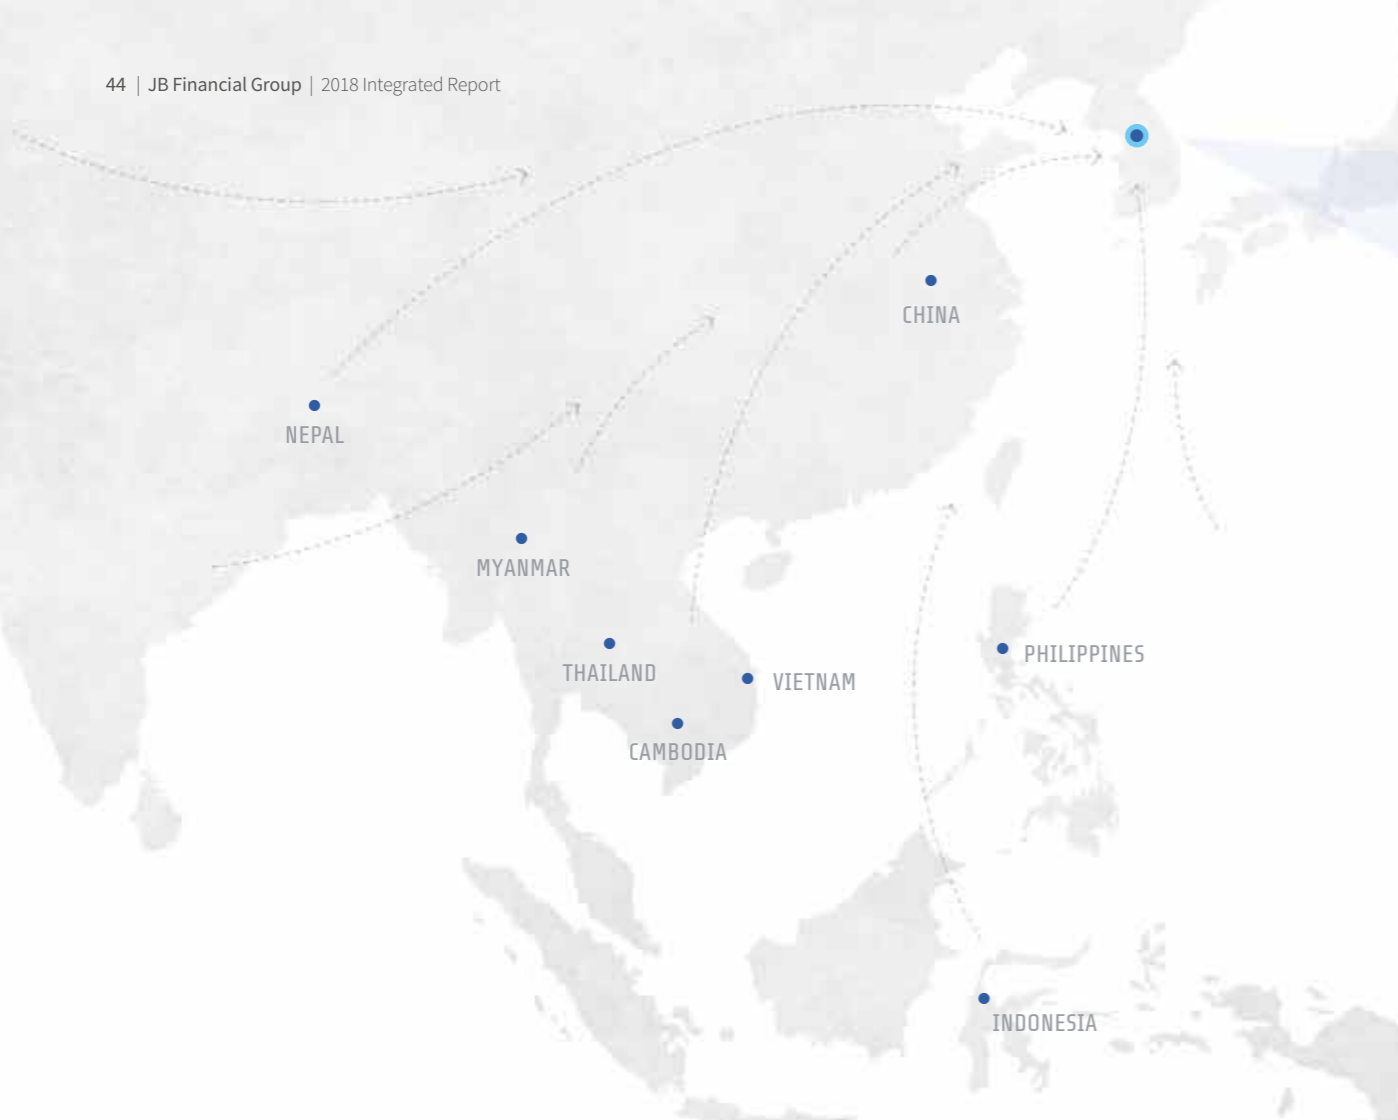 44 | JB Financial Group | 2018 Integrated Report
CHINA
NEPAL
MYANMAR
PHILIPPINES
THAILAND
VIETNAM
CAMBODIA
INDONESIA